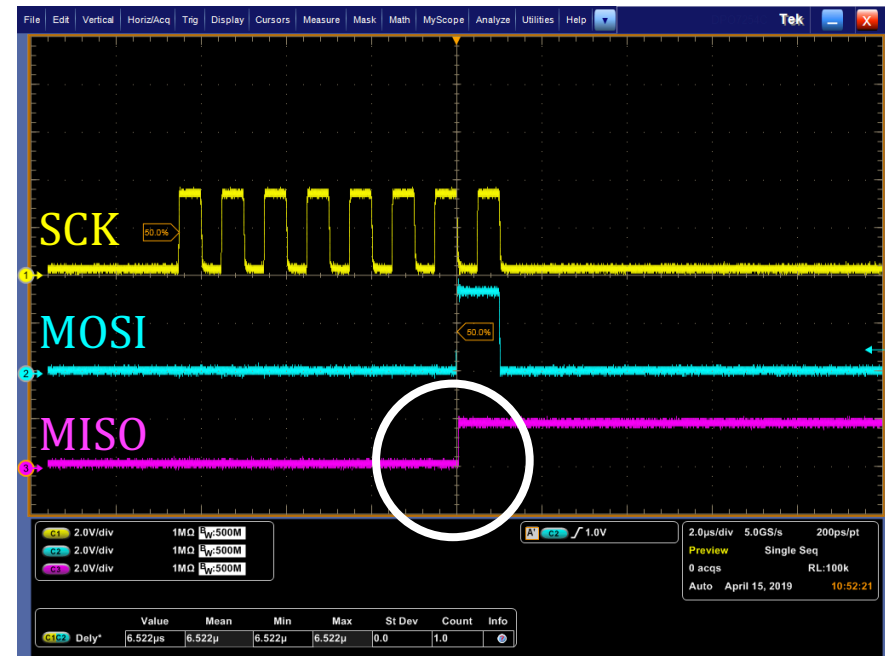 File Edit Vertical Horiz/Acq Trig Display Cursors Measure Mask Math MyScope Analyze Utilities Help Tek X
SCK
50.0%
1
MOSI
50.0%
2
MISO
3
C1 2.0V/div 1MΩ BW:500M
C2 2.0V/div 1MΩ BW:500M
C3 2.0V/div 1MΩ BW:500M
A' C2 1.0V
2.0µs/div 5.0GS/s 200ps/pt
Preview Single Seq
0 acqs RL:100k
Auto April 15, 2019 10:52:21
Value Mean Min Max St Dev Count Info
C1C2 Dely* 6.522µs 6.522µ 6.522µ 6.522µ 0.0 1.0